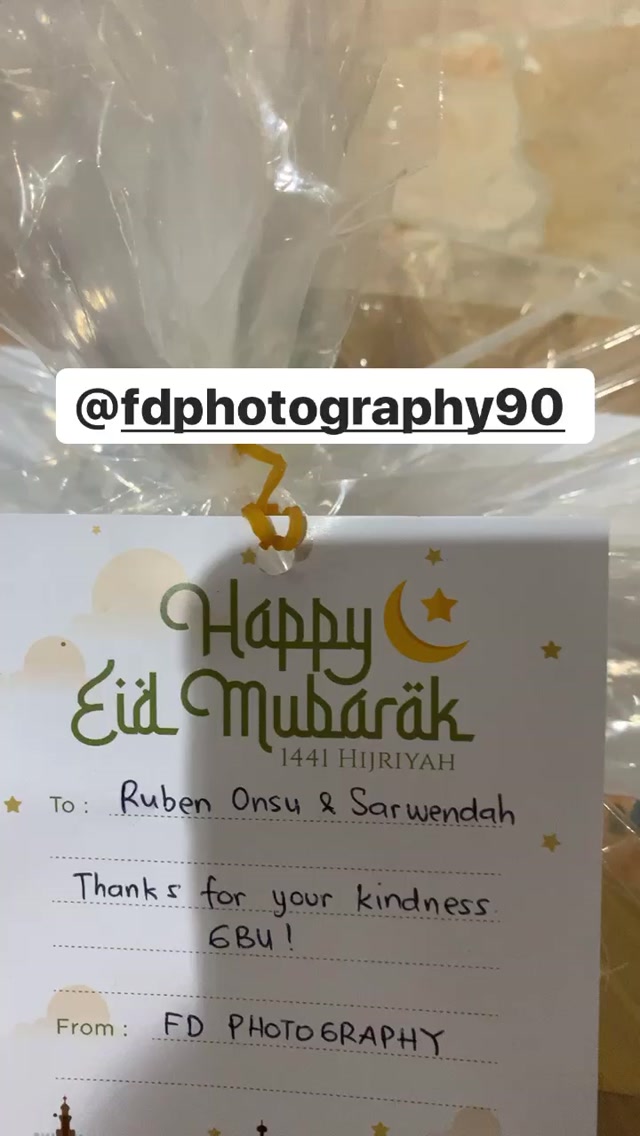 @fdphotography90
Happy
Eid Mubarak
1441 HIJRIYAH
To : Ruben Onsu & Sarwendah
Thanks for your kindness
GBU !
From : FD PHOTOGRAPHY